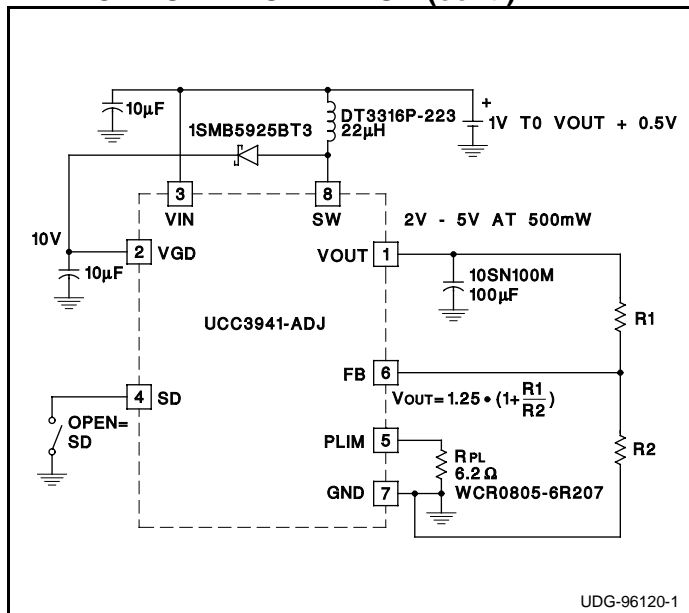 10µF
1SMB5925BT3
DT3316P-223
22µH
+
1V T0 VOUT + 0.5V
3
VIN
8
SW
2V - 5V AT 500mW
10V
2
VGD
10µF
VOUT
1
10SN100M
100µF
R1
UCC3941-ADJ
FB
6
VOUT=1.25•(1+R1/R2)
4
SD
OPEN=
SD
PLIM
5
RPL
6.2Ω
WCR0805-6R207
R2
GND
7
UDG-96120-1